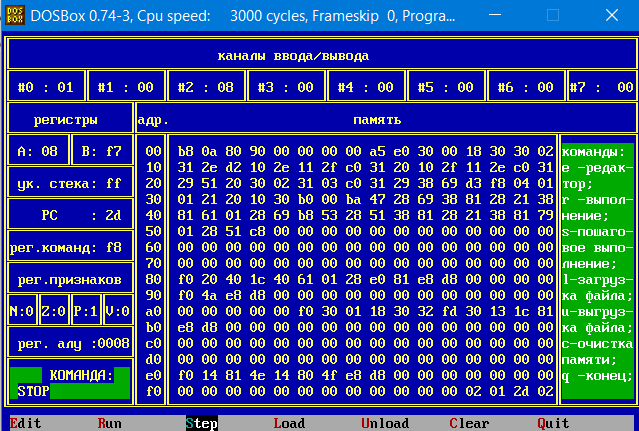 DOSBox 0.74-3, Cpu speed: 3000 cycles, Frameskip 0, Progra...
каналы ввода/вывода
#0 : 01 #1 : 00 #2 : 08 #3 : 00 #4 : 00 #5 : 00 #6 : 00 #7 : 00
регистры адр. память
A: 08 B: f7 00 b8 0a 80 90 00 00 00 00 a5 e0 30 00 18 30 30 02 команды:
10 31 2e d2 10 2e 11 2f c0 31 20 10 2f 11 2e c0 31 e -редак-
ук. стека: ff 20 29 51 20 30 02 31 03 c0 31 29 38 69 d3 f8 04 01 тор;
30 01 21 20 10 30 b0 00 ba 47 28 69 38 81 28 21 38 r -выпол-
PC : 2d 40 81 61 01 28 69 b8 53 28 51 38 81 28 21 38 81 79 нение;
50 01 28 51 c8 00 00 00 00 00 00 00 00 00 00 00 00 s-пошаго-
рег.команд: f8 60 00 00 00 00 00 00 00 00 00 00 00 00 00 00 00 00 вое выпо-
70 00 00 00 00 00 00 00 00 00 00 00 00 00 00 00 00 лнение;
рег.признаков 80 f0 20 40 1c 40 61 01 28 e0 81 e8 d8 00 00 00 00 l-загруз-
90 f0 4a e8 d8 00 00 00 00 00 00 00 00 00 00 00 00 ка файла;
N:0 Z:0 P:1 V:0 a0 00 00 00 00 f0 30 01 18 30 32 fd 30 13 1c 81 u-выгруз-
b0 e8 d8 00 00 00 00 00 00 00 00 00 00 00 00 00 00 ка файла;
рег. алу :0008 c0 00 00 00 00 00 00 00 00 00 00 00 00 00 00 00 00 c-очистка
d0 00 00 00 00 00 00 00 00 00 00 00 00 00 00 00 00 памяти;
КОМАНДА: e0 f0 14 81 4e 14 80 4f e8 d8 00 00 00 00 00 00 00 q -конец;
STOP f0 00 00 00 00 00 00 00 00 00 00 00 00 02 01 2d 02
Edit Run Step Load Unload Clear Quit